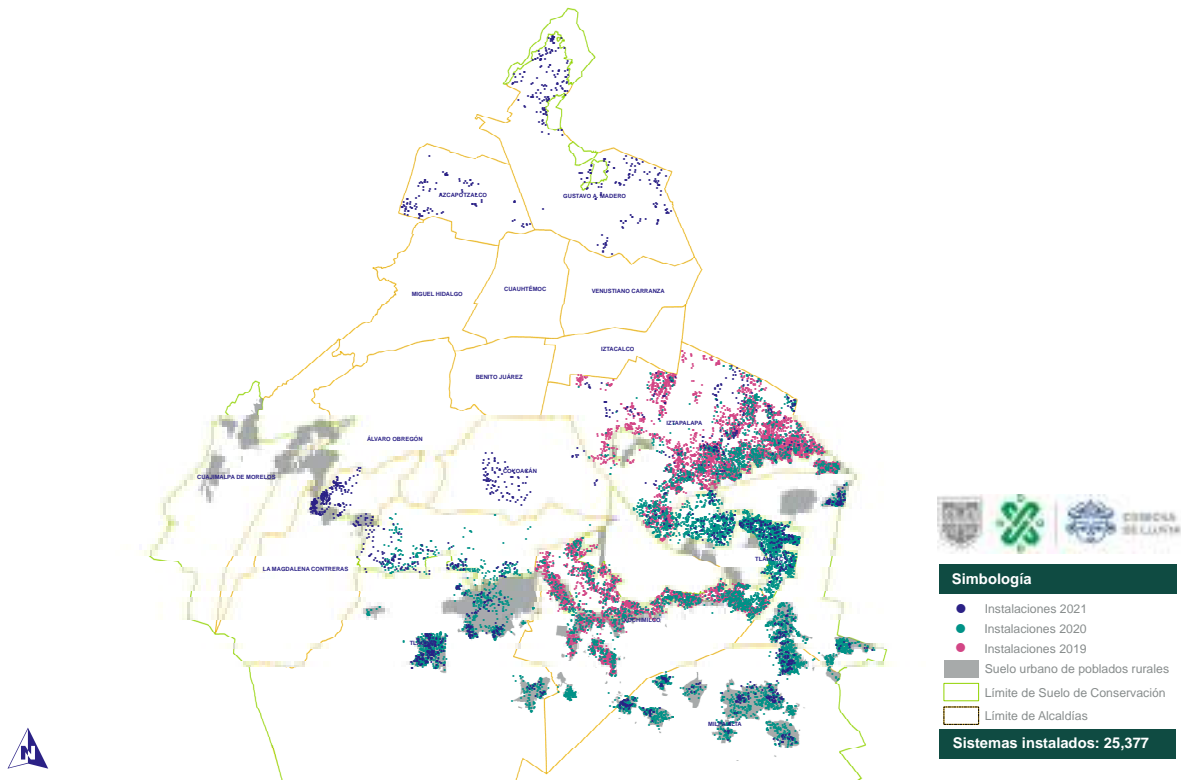 AZCAPOTZALCO
GUSTAVO A. MADERO
MIGUEL HIDALGO
CUAUHTÉMOC
VENUSTIANO CARRANZA
IZTACALCO
BENITO JUÁREZ
IZTAPALAPA
ÁLVARO OBREGÓN
COYOACÁN
CUAJIMALPA DE MORELOS
LA MAGDALENA CONTRERAS
XOCHIMILCO
MILPA ALTA
N
Simbología
Instalaciones 2021
Instalaciones 2020
Instalaciones 2019
Suelo urbano de poblados rurales
Límite de Suelo de Conservación
Límite de Alcaldías
Sistemas instalados: 25,377